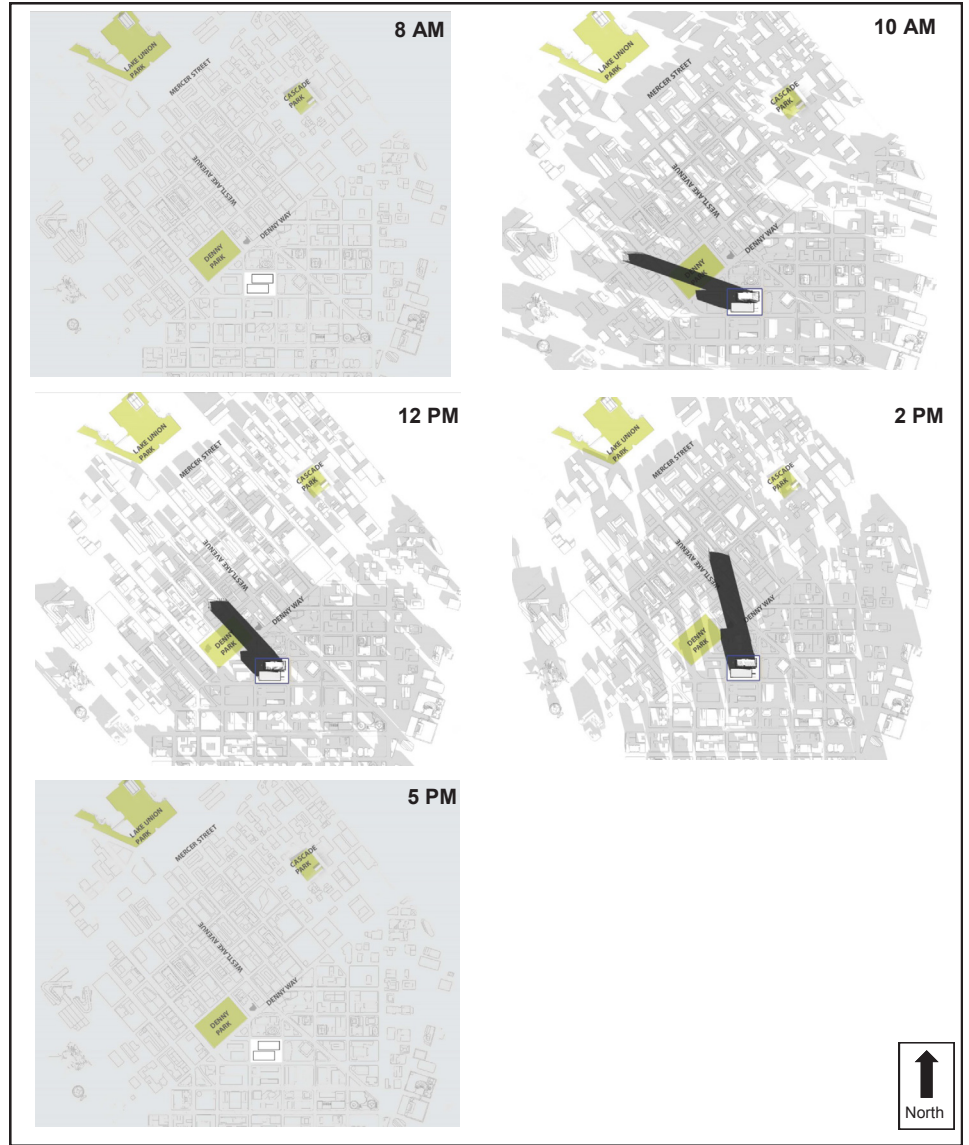 8 AM
LAKE UNION
PARK
MERCER STREET
CASCADE
PARK
WESTLAKE AVENUE
DENNY WAY
DENNY
PARK
10 AM
LAKE UNION
PARK
MERCER STREET
CASCADE
PARK
WESTLAKE AVENUE
DENNY WAY
DENNY
PARK
12 PM
LAKE UNION
PARK
MERCER STREET
CASCADE
PARK
WESTLAKE AVENUE
DENNY WAY
DENNY
PARK
2 PM
LAKE UNION
PARK
MERCER STREET
CASCADE
PARK
WESTLAKE AVENUE
DENNY WAY
DENNY
PARK
5 PM
LAKE UNION
PARK
MERCER STREET
CASCADE
PARK
WESTLAKE AVENUE
DENNY WAY
DENNY
PARK
North